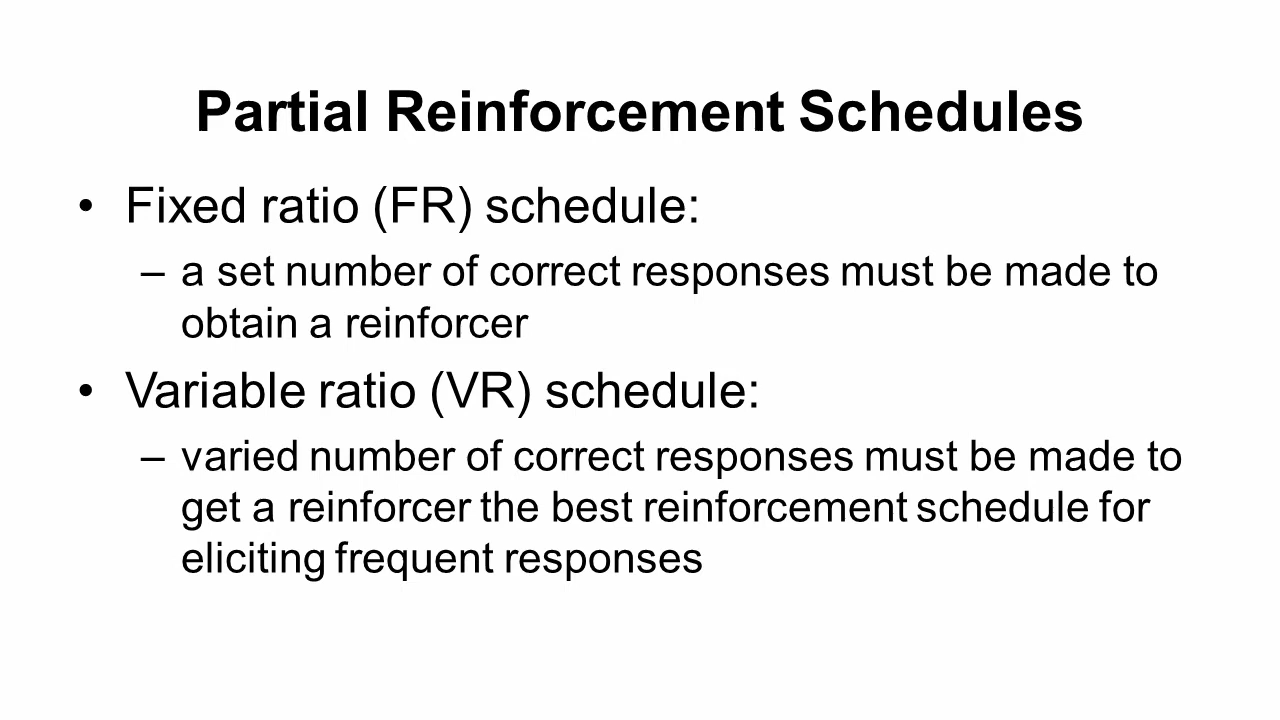 Partial Reinforcement Schedules
• Fixed ratio (FR) schedule:
– a set number of correct responses must be made to
obtain a reinforcer
• Variable ratio (VR) schedule:
– varied number of correct responses must be made to
get a reinforcer the best reinforcement schedule for
eliciting frequent responses